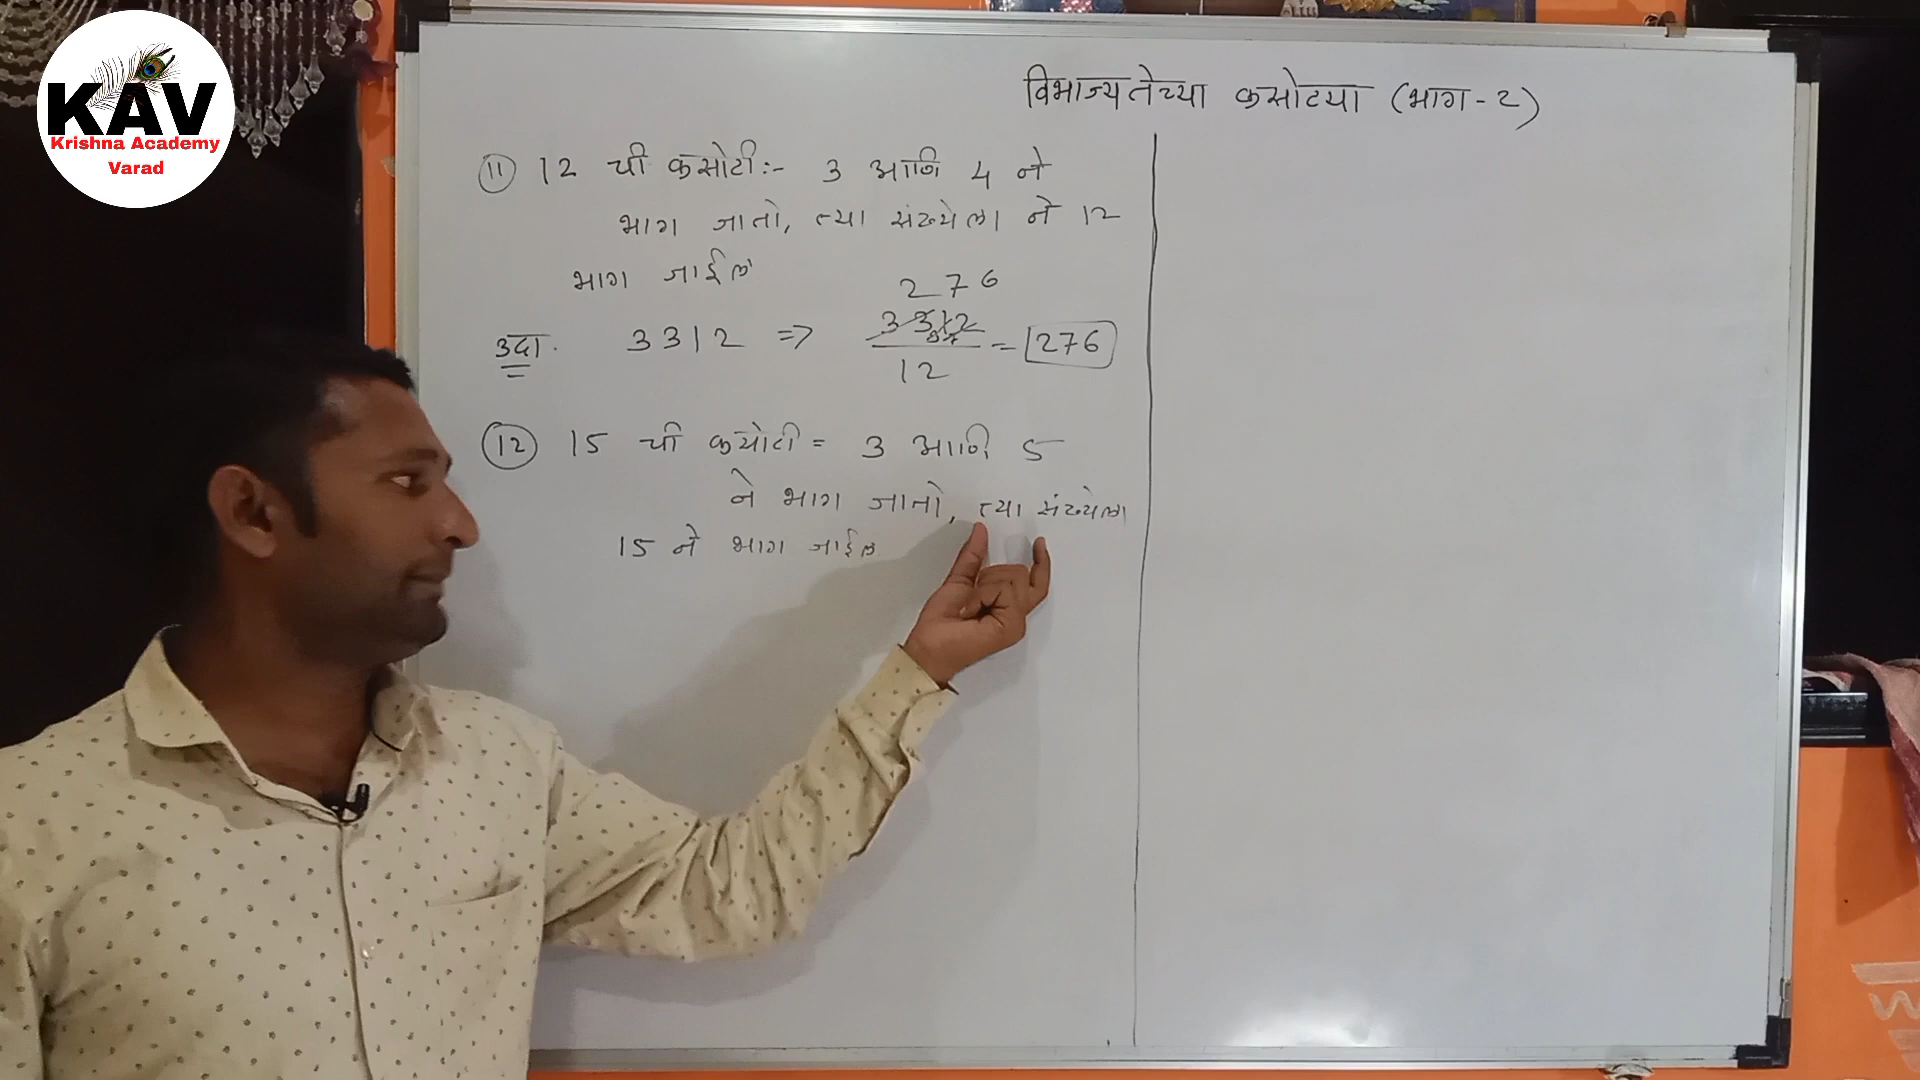 KAV
Krishna Academy
Varad
विभाज्यतेच्या कसोट्या (भाग-2)
11 12 ची कसोटी:- 3 आणि 4 ने
भाग जातो, त्या संख्येला ने 12
भाग जाईल
276
उदा. 3312 => 3312 = 276
12
12 15 ची कसोटी = 3 आणि 5
ने भाग जातो, त्या संख्येला
15 ने भाग जाईल